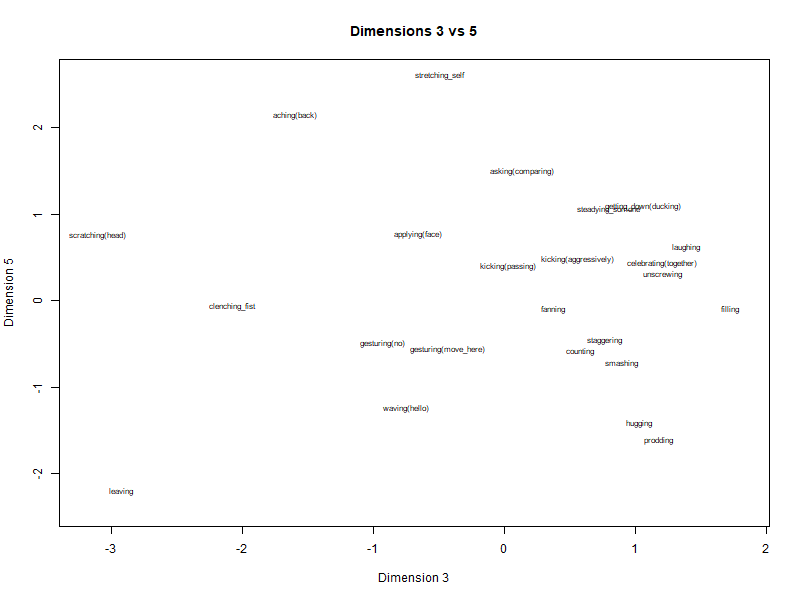 Dimensions 3 vs 5
stretching_self
aching(back)
asking(comparing)
getting_down(ducking)
steadying_somone
scratching(head)
applying(face)
laughing
kicking(aggressively)
celebrating(together)
kicking(passing)
unscrewing
clenching_fist
fanning
filling
gesturing(no)
staggering
gesturing(move_here)
counting
smashing
waving(hello)
hugging
prodding
leaving
2
1
0
-1
-2
Dimension 5
-3
-2
-1
0
1
2
Dimension 3